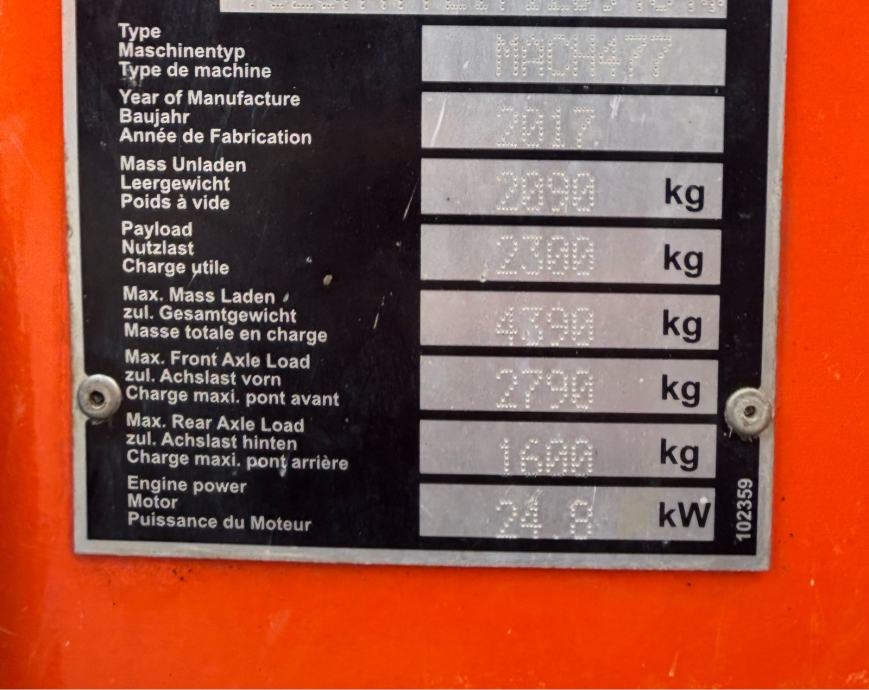 Type
Maschinentyp
Type de machine
MACH477
Year of Manufacture
Baujahr
Année de Fabrication
2017
Mass Unladen
Leergewicht
Poids à vide
2090 kg
Payload
Nutzlast
Charge utile
2300 kg
Max. Mass Laden
zul. Gesamtgewicht
Masse totale en charge
4390 kg
Max. Front Axle Load
zul. Achslast vorn
Charge maxi. pont avant
2790 kg
Max. Rear Axle Load
zul. Achslast hinten
Charge maxi. pont arrière
1600 kg
Engine power
Motor
Puissance du Moteur
24.8 kW
102359